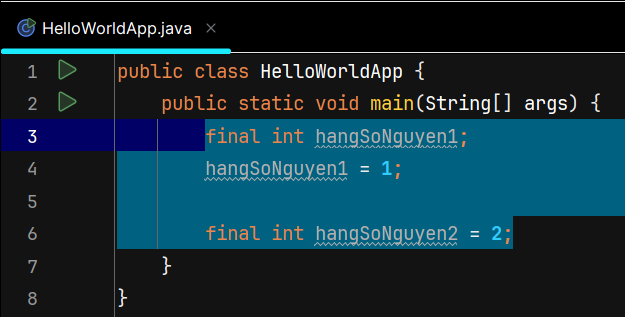 HelloWorldApp.java ×
1 public class HelloWorldApp {
2 public static void main(String[] args) {
3 final int hangSoNguyen1;
4 hangSoNguyen1 = 1;
5
6 final int hangSoNguyen2 = 2;
7 }
8 }